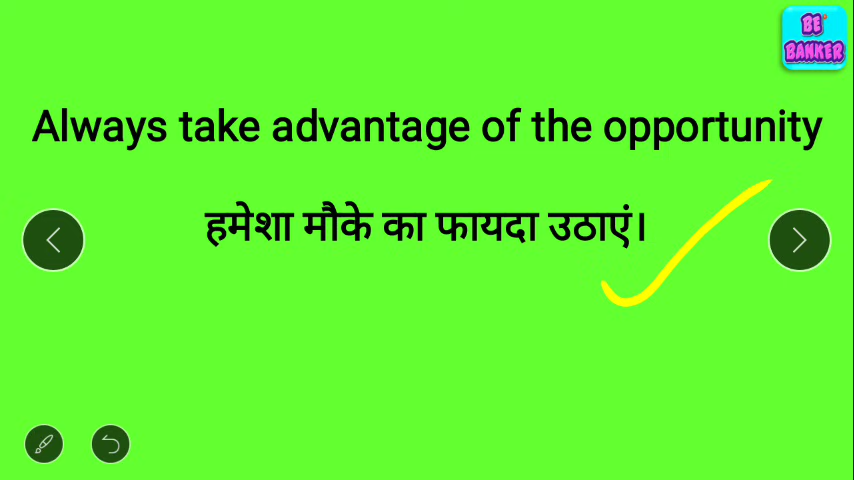 BE
BANKER
Always take advantage of the opportunity
हमेशा मौके का फायदा उठाएं।